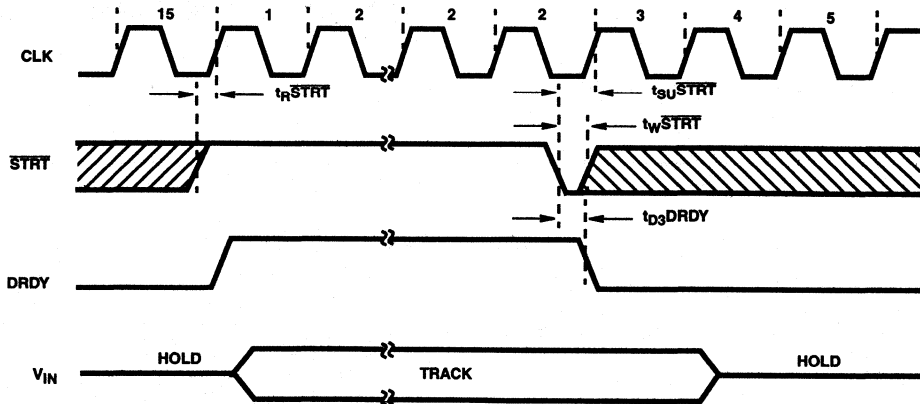 15 1 2 2 2 3 4 5
CLK
tRSTRT
tSUSTRT
tWSTRT
STRT
tD3DRDY
DRDY
HOLD
TRACK
HOLD
VIN